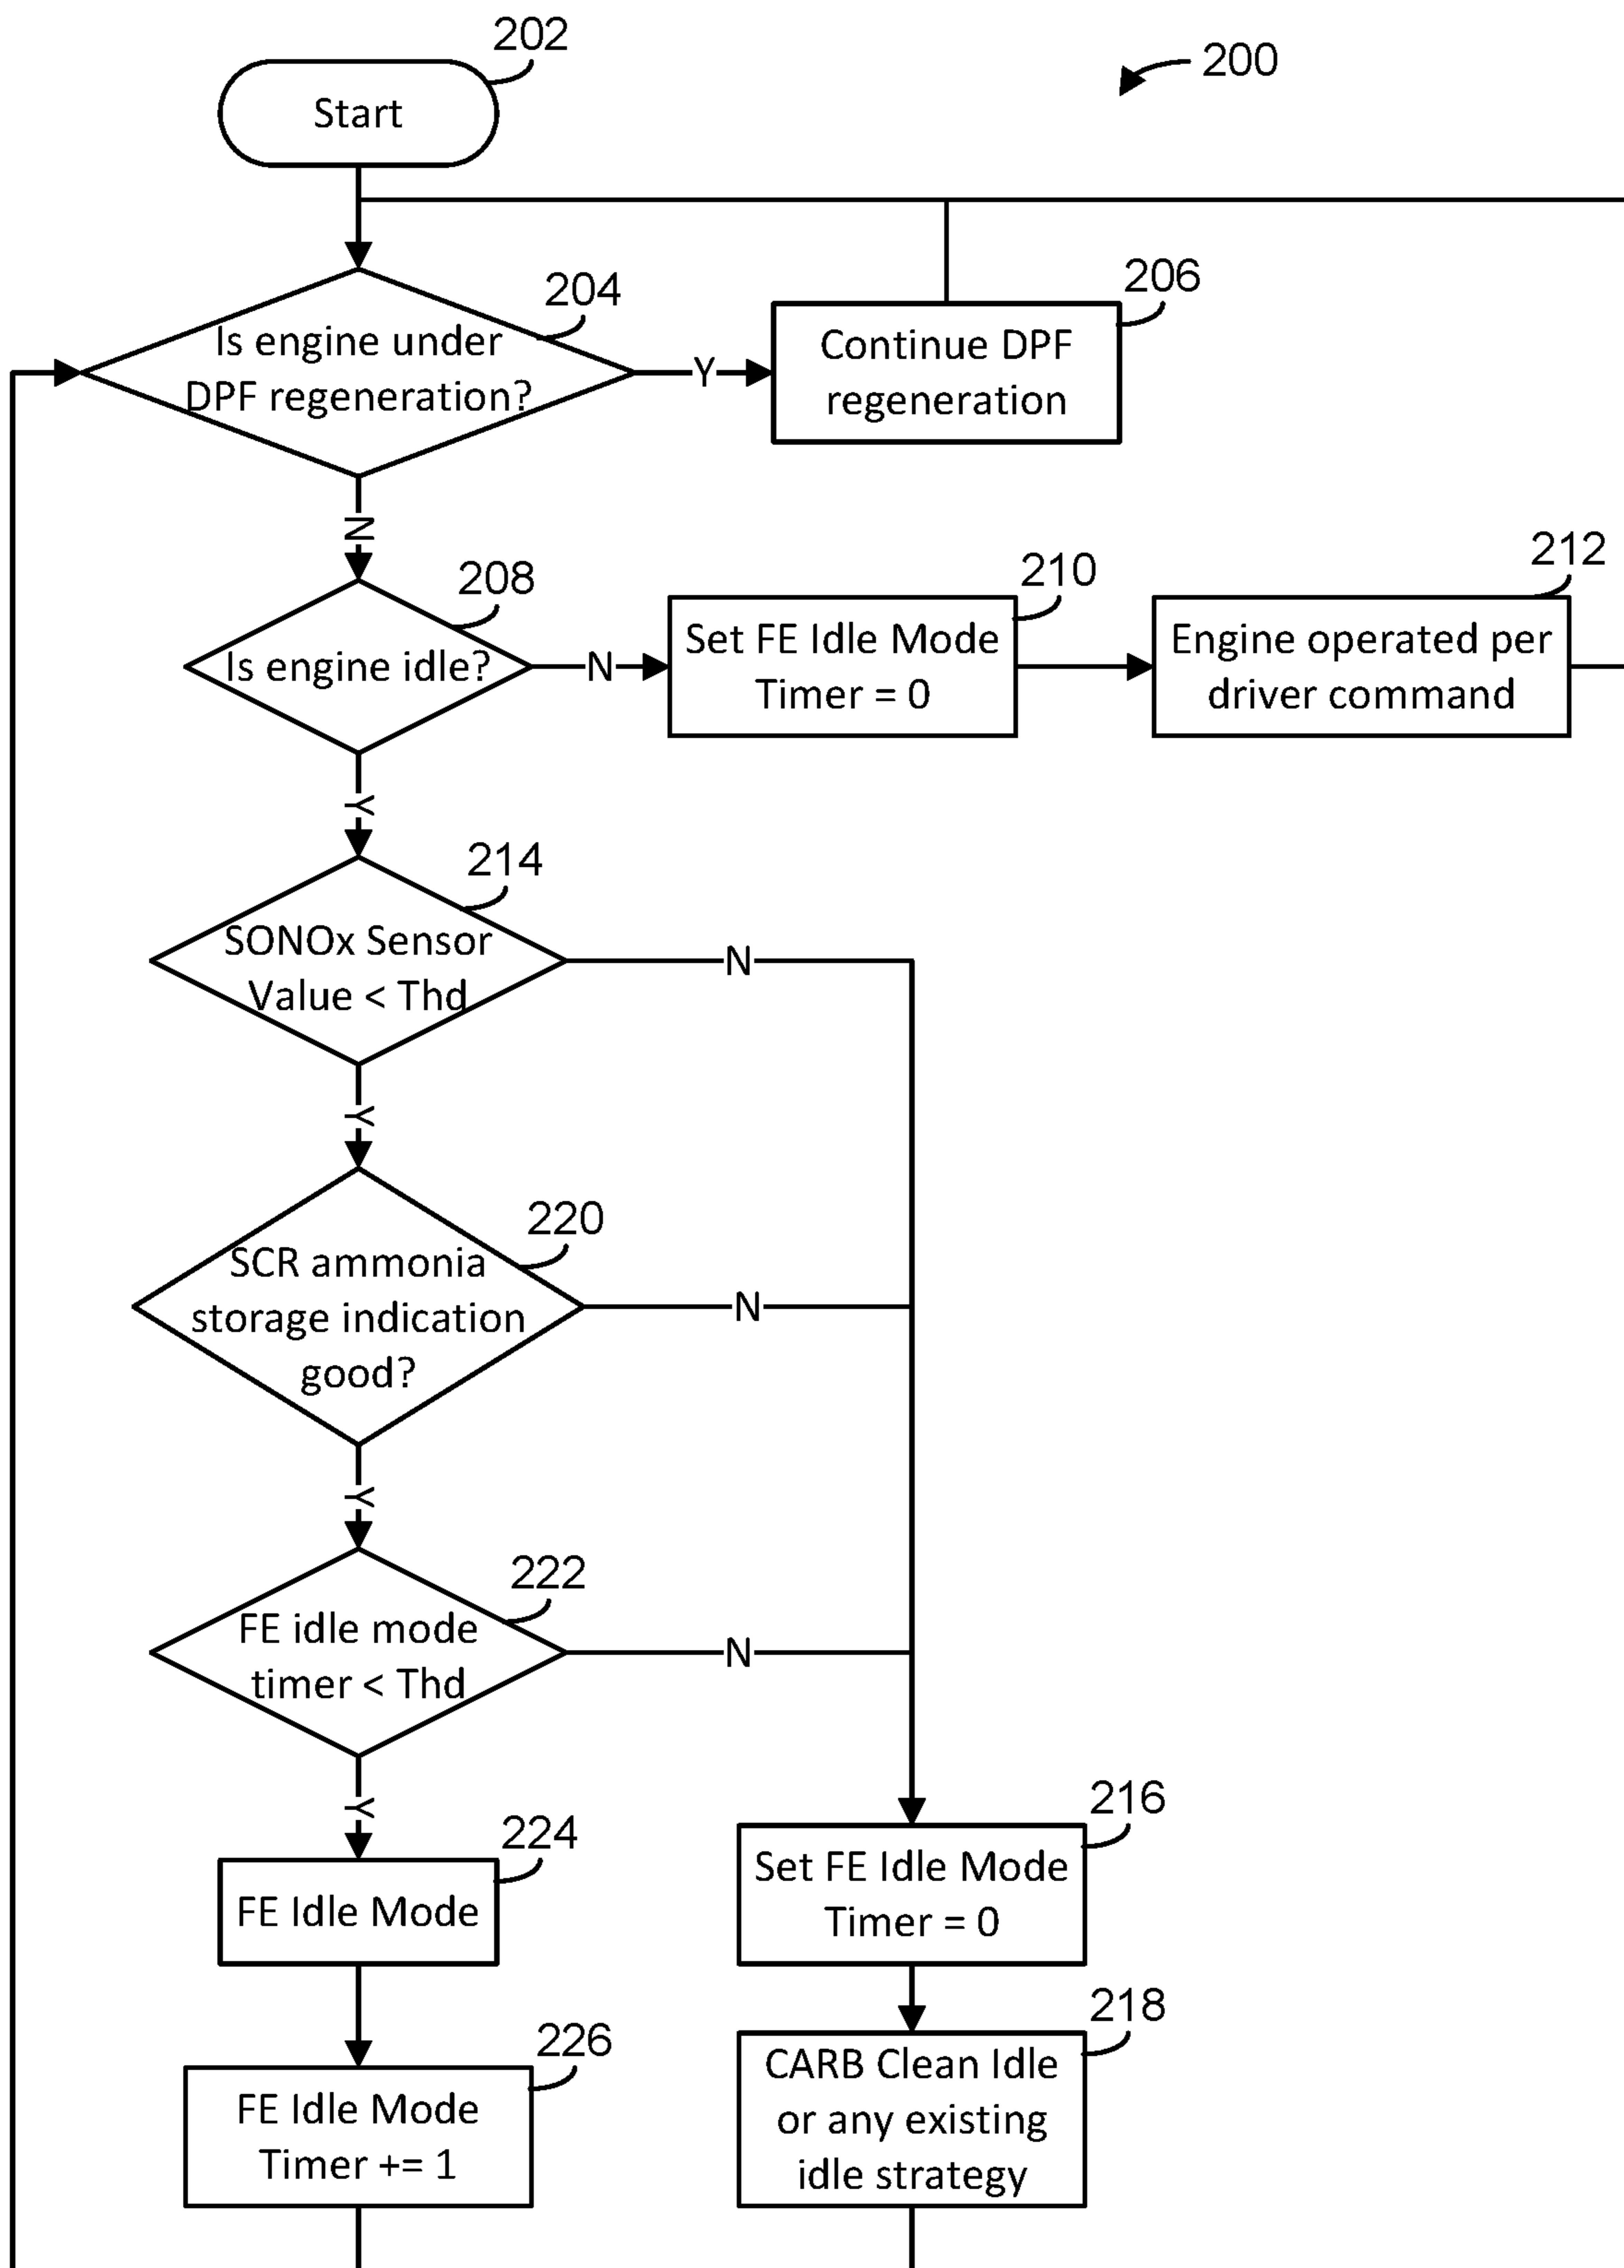 202
200
Start
204
Is engine under
DPF regeneration?
Y
206
Continue DPF
regeneration
N
208
Is engine idle?
N
210
Set FE Idle Mode
Timer = 0
212
Engine operated per
driver command
Y
214
SONOx Sensor
Value < Thd
N
Y
220
SCR ammonia
storage indication
good?
N
Y
222
FE idle mode
timer < Thd
N
Y
224
FE Idle Mode
216
Set FE Idle Mode
Timer = 0
226
FE Idle Mode
Timer += 1
218
CARB Clean Idle
or any existing
idle strategy